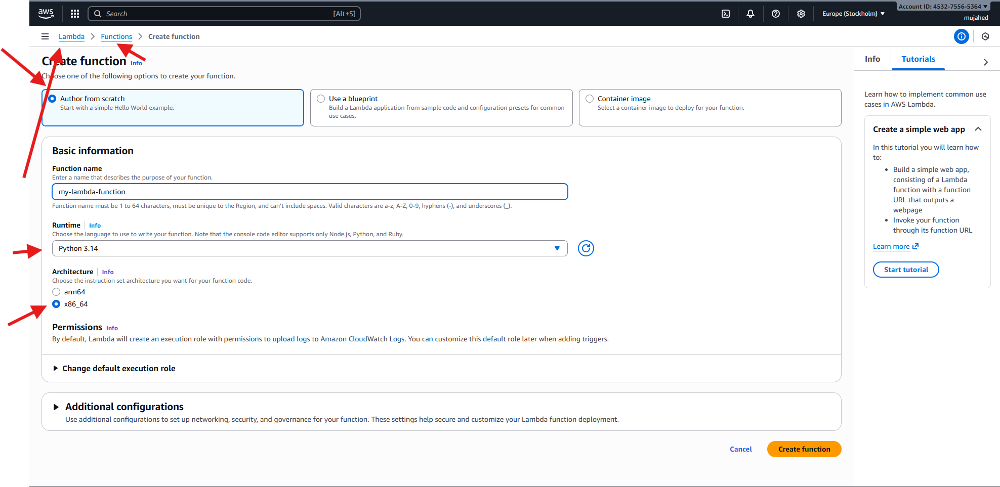 aws
Search [Alt+S]
Europe (Stockholm)
Account ID: 4532-7556-5364
mujahed
Lambda > Functions > Create function
Create function Info
Choose one of the following options to create your function.
Author from scratch
Start with a simple Hello World example.
Use a blueprint
Build a Lambda application from sample code and configuration presets for common
use cases.
Container image
Select a container image to deploy for your function.
Basic information
Function name
Enter a name that describes the purpose of your function.
my-lambda-function
Function name must be 1 to 64 characters, must be unique to the Region, and can't include spaces. Valid characters are a-z, A-Z, 0-9, hyphens (-), and underscores (_).
Runtime Info
Choose the language to use to write your function. Note that the console code editor supports only Node.js, Python, and Ruby.
Python 3.14
Architecture Info
Choose the instruction set architecture you want for your function code.
arm64
x86_64
Permissions Info
By default, Lambda will create an execution role with permissions to upload logs to Amazon CloudWatch Logs. You can customize this default role later when adding triggers.
Change default execution role
Additional configurations
Use additional configurations to set up networking, security, and governance for your function. These settings help secure and customize your Lambda function deployment.
Cancel
Create function
Info
Tutorials
Learn how to implement common use
cases in AWS Lambda.
Create a simple web app
In this tutorial you will learn how
to:
• Build a simple web app,
consisting of a Lambda
function with a function
URL that outputs a
webpage
• Invoke your function
through its function URL
Learn more
Start tutorial